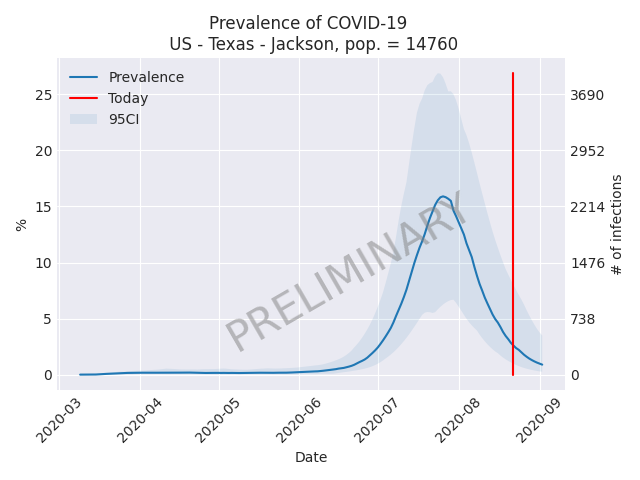 Prevalence of COVID-19
US - Texas - Jackson, pop. = 14760
Prevalence
Today
95CI
25
20
15
10
5
0
%
3690
2952
2214
1476
738
0
# of infections
PRELIMINARY
2020-03
2020-04
2020-05
2020-06
2020-07
2020-08
2020-09
Date